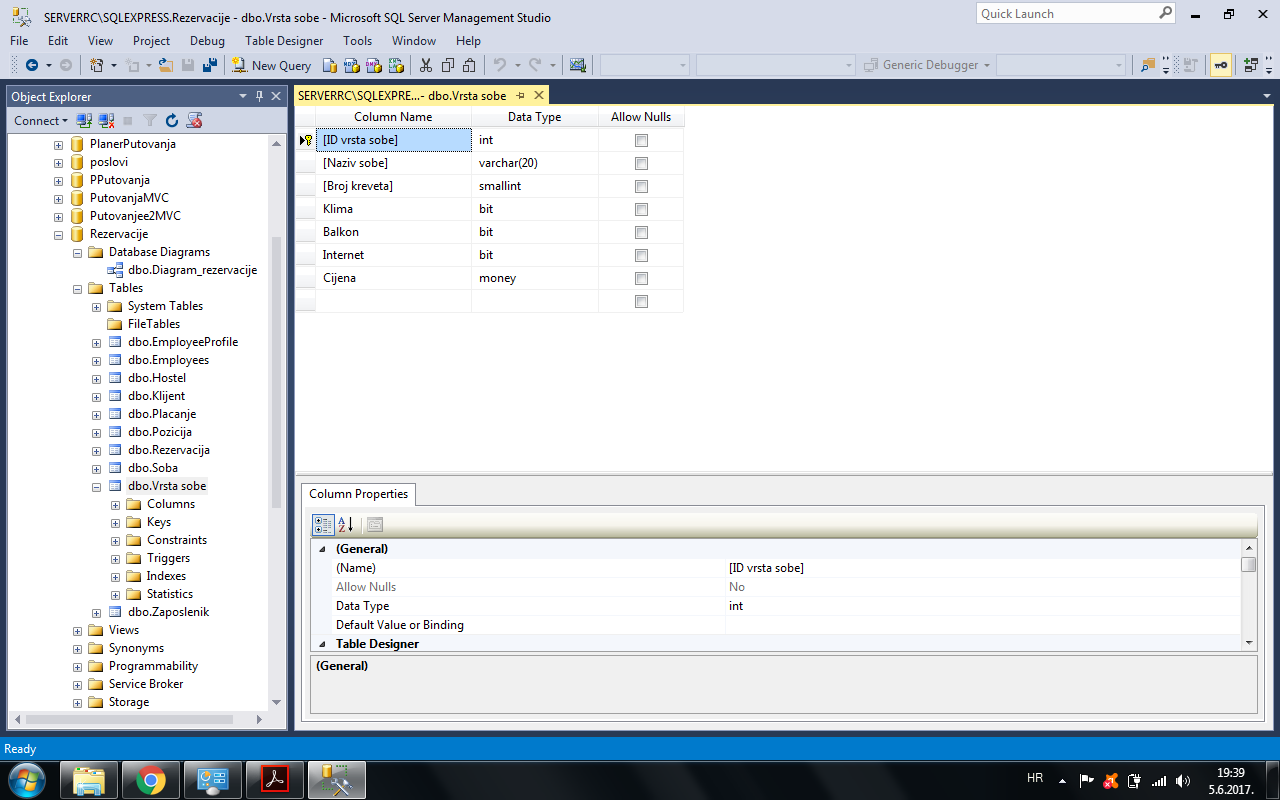 SERVERRC\SQLEXPRESS.Rezervacije - dbo.Vrsta sobe - Microsoft SQL Server Management Studio
Quick Launch
File Edit View Project Debug Table Designer Tools Window Help
New Query
Generic Debugger
Object Explorer
Connect
PlanerPutovanja
poslovi
PPutovanja
PutovanjaMVC
Putovanjee2MVC
Rezervacije
Database Diagrams
dbo.Diagram_rezervacije
Tables
System Tables
FileTables
dbo.EmployeeProfile
dbo.Employees
dbo.Hostel
dbo.Klijent
dbo.Placanje
dbo.Pozicija
dbo.Rezervacija
dbo.Soba
dbo.Vrsta sobe
Columns
Keys
Constraints
Triggers
Indexes
Statistics
dbo.Zaposlenik
Views
Synonyms
Programmability
Service Broker
Storage
SERVERRC\SQLEXPRE...- dbo.Vrsta sobe
Column Name Data Type Allow Nulls
[ID vrsta sobe] int
[Naziv sobe] varchar(20)
[Broj kreveta] smallint
Klima bit
Balkon bit
Internet bit
Cijena money
Column Properties
(General)
(Name) [ID vrsta sobe]
Allow Nulls No
Data Type int
Default Value or Binding
Table Designer
(General)
Ready
HR
19:39
5.6.2017.